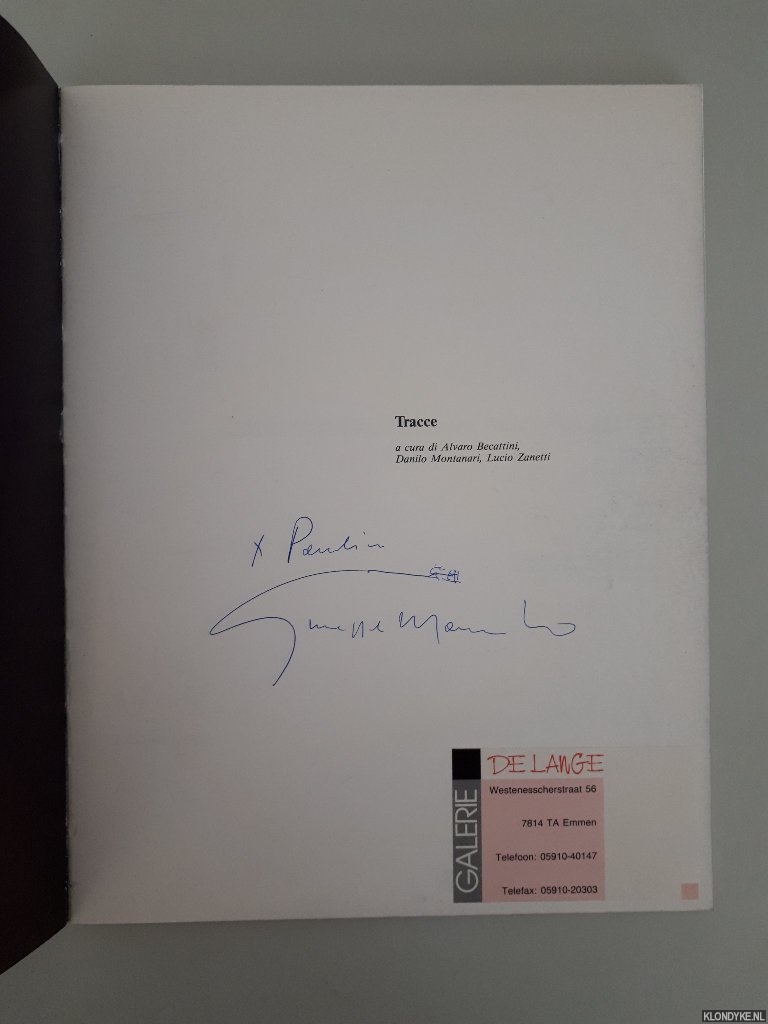 Tracce
a cura di Alvaro Becattini,
Danilo Montanari, Lucio Zanetti
x
Giuseppe
DE LANGE
GALERIE
Westenesscherstraat 56
7814 TA Emmen
Telefoon: 05910-40147
Telefax: 05910-20303
KLONDYKE.NL